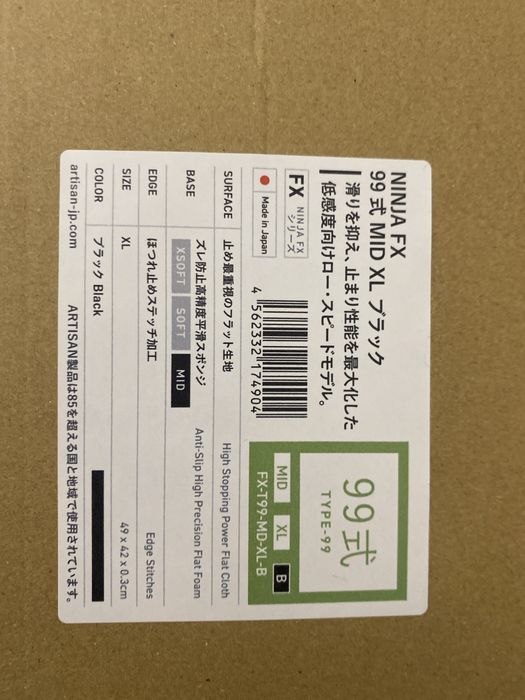 NINJA FX
99 式 MID XL ブラック
滑りを抑え、止まり性能を最大化した
低感度向けロー・スピードモデル。
FX NINJA FX
シリーズ
Made in Japan
4 562332 174904
99式
TYPE-99
MID XL B
FX-T99-MD-XL-B
SURFACE 止め最重視のフラット生地 High Stopping Power Flat Cloth
BASE ズレ防止高精度平滑スポンジ Anti-Slip High Precision Flat Foam
XSOFT SOFT MID
EDGE ほつれ止めステッチ加工 Edge Stitches
SIZE XL 49 x 42 x 0.3cm
COLOR ブラック Black
artisan-jp.com ARTISAN製品は85を超える国と地域で使用されています。